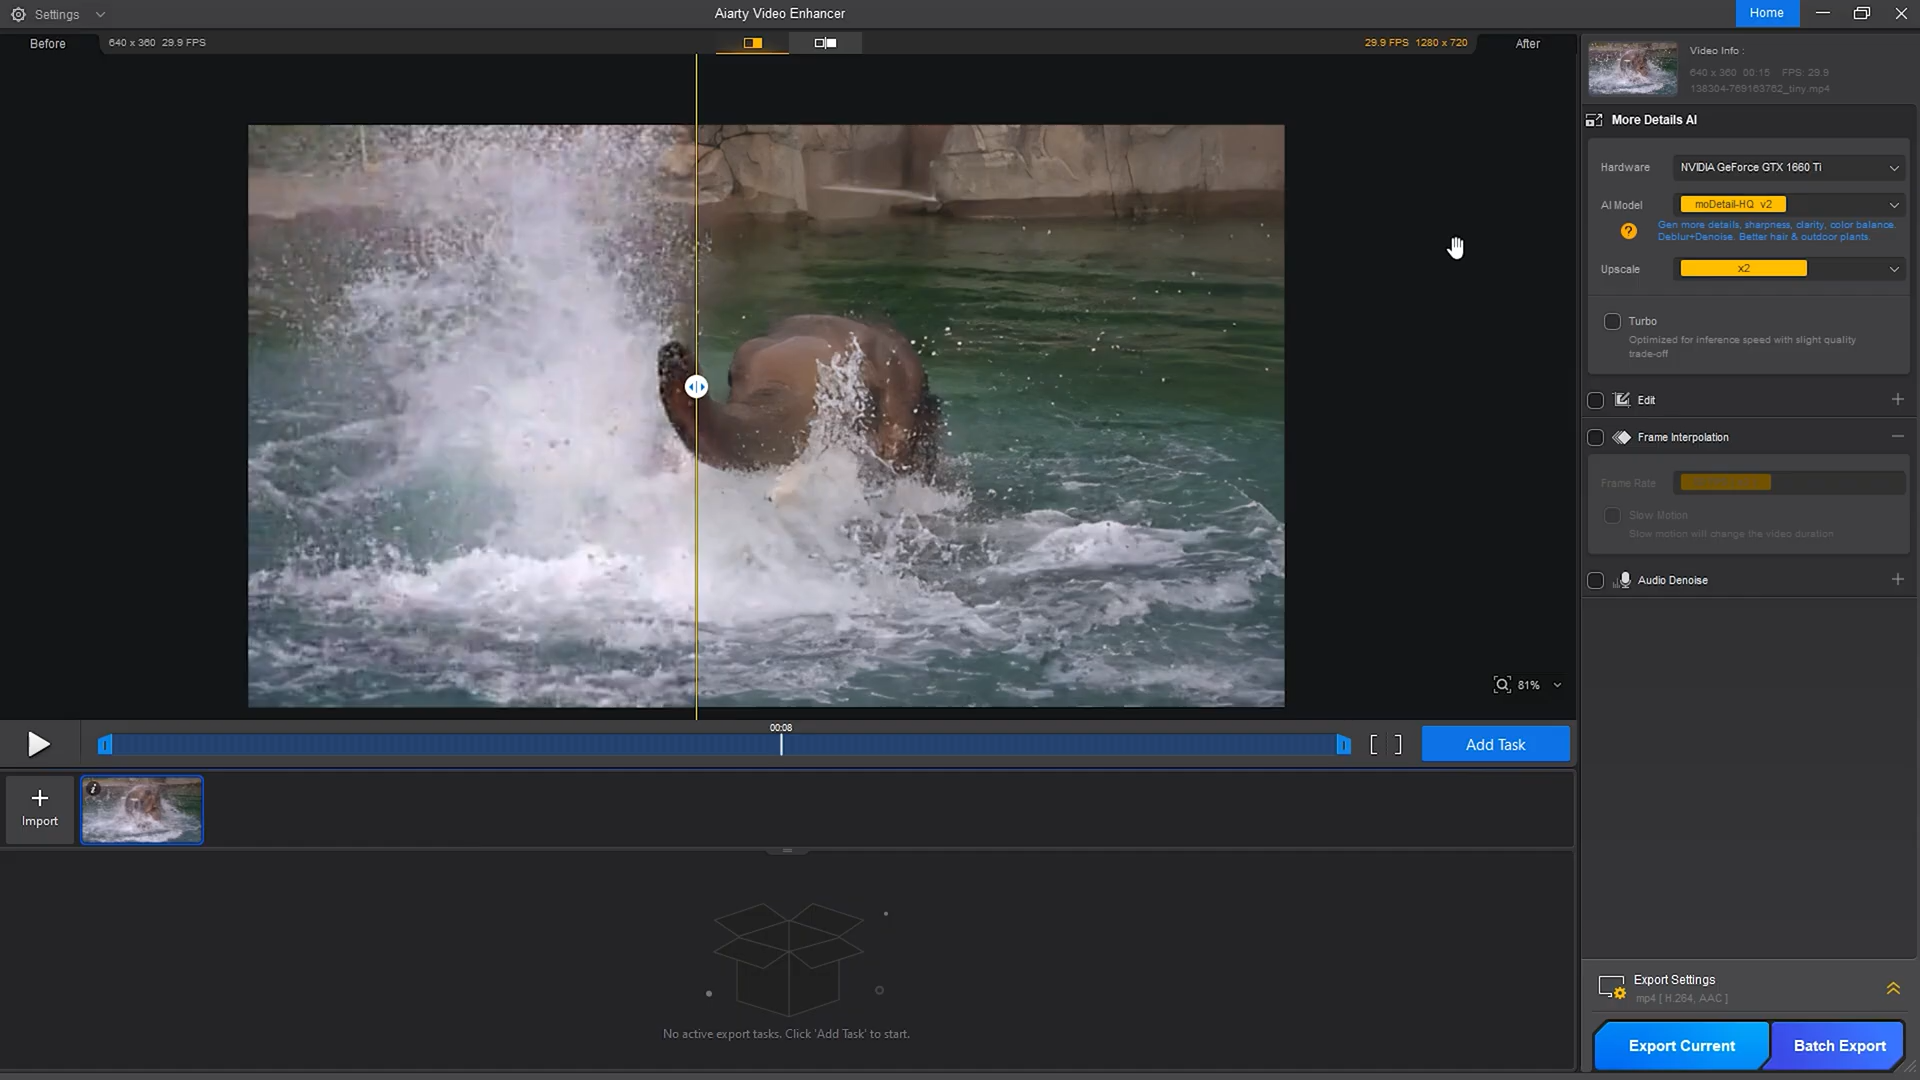 Settings
Aiarty Video Enhancer
Home
Before
640 x 360 29.9 FPS
29.9 FPS 1280 x 720
After
Video Info :
640 x 360 00:15 FPS: 29.9
138304-769163762_tiny.mp4
More Details AI
Hardware
NVIDIA GeForce GTX 1660 Ti
AI Model
moDetail-HQ v2
?
Gen more details, sharpness, clarity, color balance.
Deblur+Denoise. Better hair & outdoor plants.
Upscale
x2
Turbo
Optimized for inference speed with slight quality
trade-off
Edit
Frame Interpolation
Frame Rate
Slow Motion
Slow motion will change the video duration
Audio Denoise
81%
00:08
Add Task
Import
No active export tasks. Click 'Add Task' to start.
Export Settings
mp4 [ H.264, AAC ]
Export Current
Batch Export